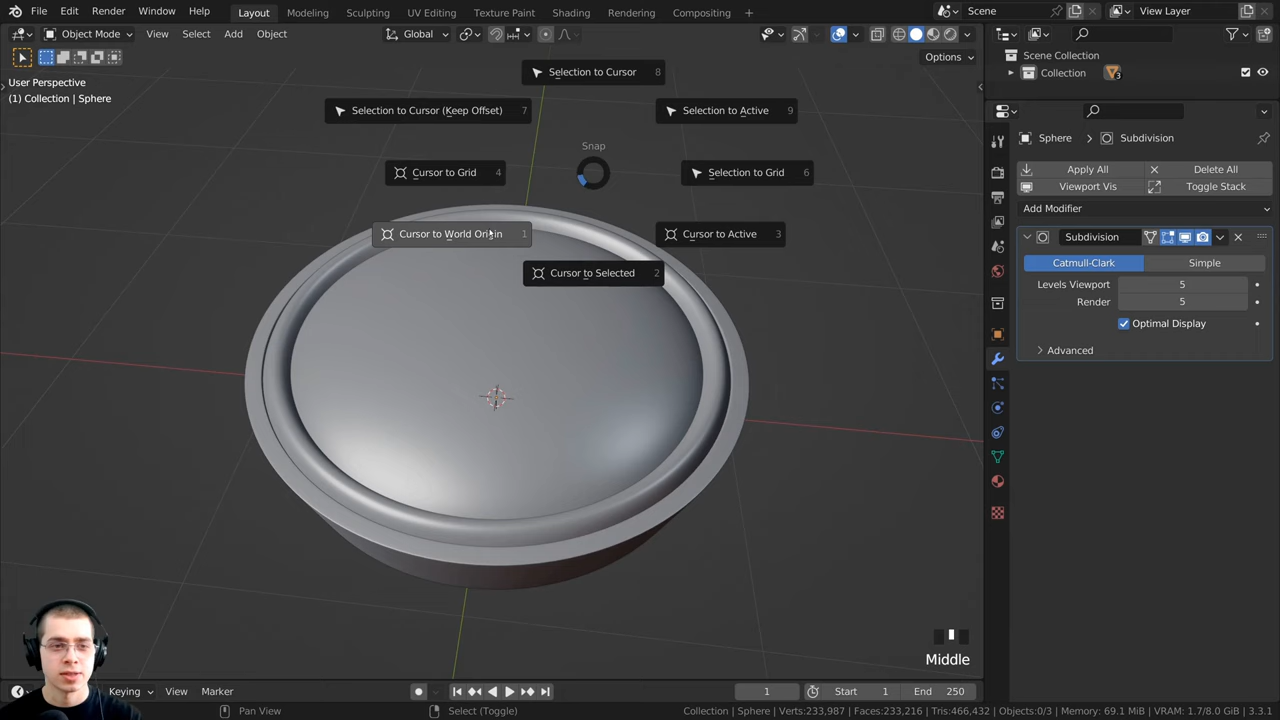 File Edit Render Window Help Layout Modeling Sculpting UV Editing Texture Paint Shading Rendering Compositing + Scene View Layer
Object Mode View Select Add Object Global
Options
User Perspective
(1) Collection | Sphere
Selection to Cursor 8
Selection to Cursor (Keep Offset) 7
Selection to Active 9
Snap
Cursor to Grid 4
Selection to Grid 6
Cursor to World Origin 1
Cursor to Active 3
Cursor to Selected 2
Scene Collection
Collection 3
Sphere > Subdivision
Apply All Delete All
Viewport Vis Toggle Stack
Add Modifier
Subdivision
Catmull-Clark Simple
Levels Viewport 5
Render 5
Optimal Display
Advanced
Middle
Keying View Marker 1 Start 1 End 250
Pan View Select (Toggle) Collection | Sphere | Verts:233,987 | Faces:233,216 | Tris:466,432 | Objects:0/3 | Memory: 69.1 MiB | VRAM: 1.7/8.0 GiB | 3.3.1